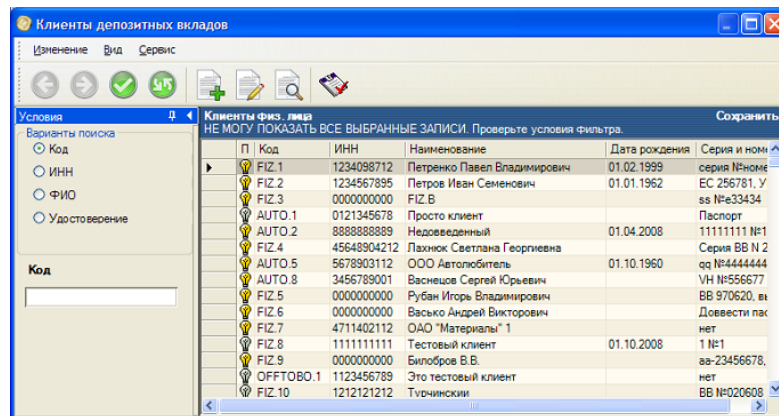 Клиенты депозитных вкладов
Изменение Вид Сервис
Условия
Варианты поиска
Код
ИНН
ФИО
Удостоверение
Код
Клиенты физ. лица Сохранить
НЕ МОГУ ПОКАЗАТЬ ВСЕ ВЫБРАННЫЕ ЗАПИСИ. Проверьте условия фильтра.
П Код ИНН Наименование Дата рождения Серия и номе
FIZ.1 1234098712 Петренко Павел Владимирович 01.02.1999 серия №номе
FIZ.2 1234567895 Петров Иван Семенович 01.01.1962 ЕС 256781, У
FIZ.3 0000000000 FIZ.B ss №e33434
AUTO.1 0121345678 Просто клиент Паспорт
AUTO.2 8888888889 Недовведенный 01.04.2008 11111111 №1
FIZ.4 45648904212 Лахнюк Светлана Георгиевна Серия ВВ N 2
AUTO.5 5678903112 ООО Автолюбитель 01.10.1960 qq №4444444
AUTO.8 3456789001 Васнецов Сергей Юрьевич VH №556677
FIZ.5 0000000000 Рубан Игорь Владимирович ВВ 970620, вы
FIZ.6 0000000000 Васько Андрей Викторович Доввести пас
FIZ.7 4711402112 ОАО "Материалы" 1 нет
FIZ.8 1111111111 Тестовый клиент 01.10.2008 1 №1
FIZ.9 0000000000 Билобров В.В. аа-23456678,
OFFTOBO.1 1123456789 Это тестовый клиент нет
FIZ.10 1212121212 Турчинский ВВ №020608